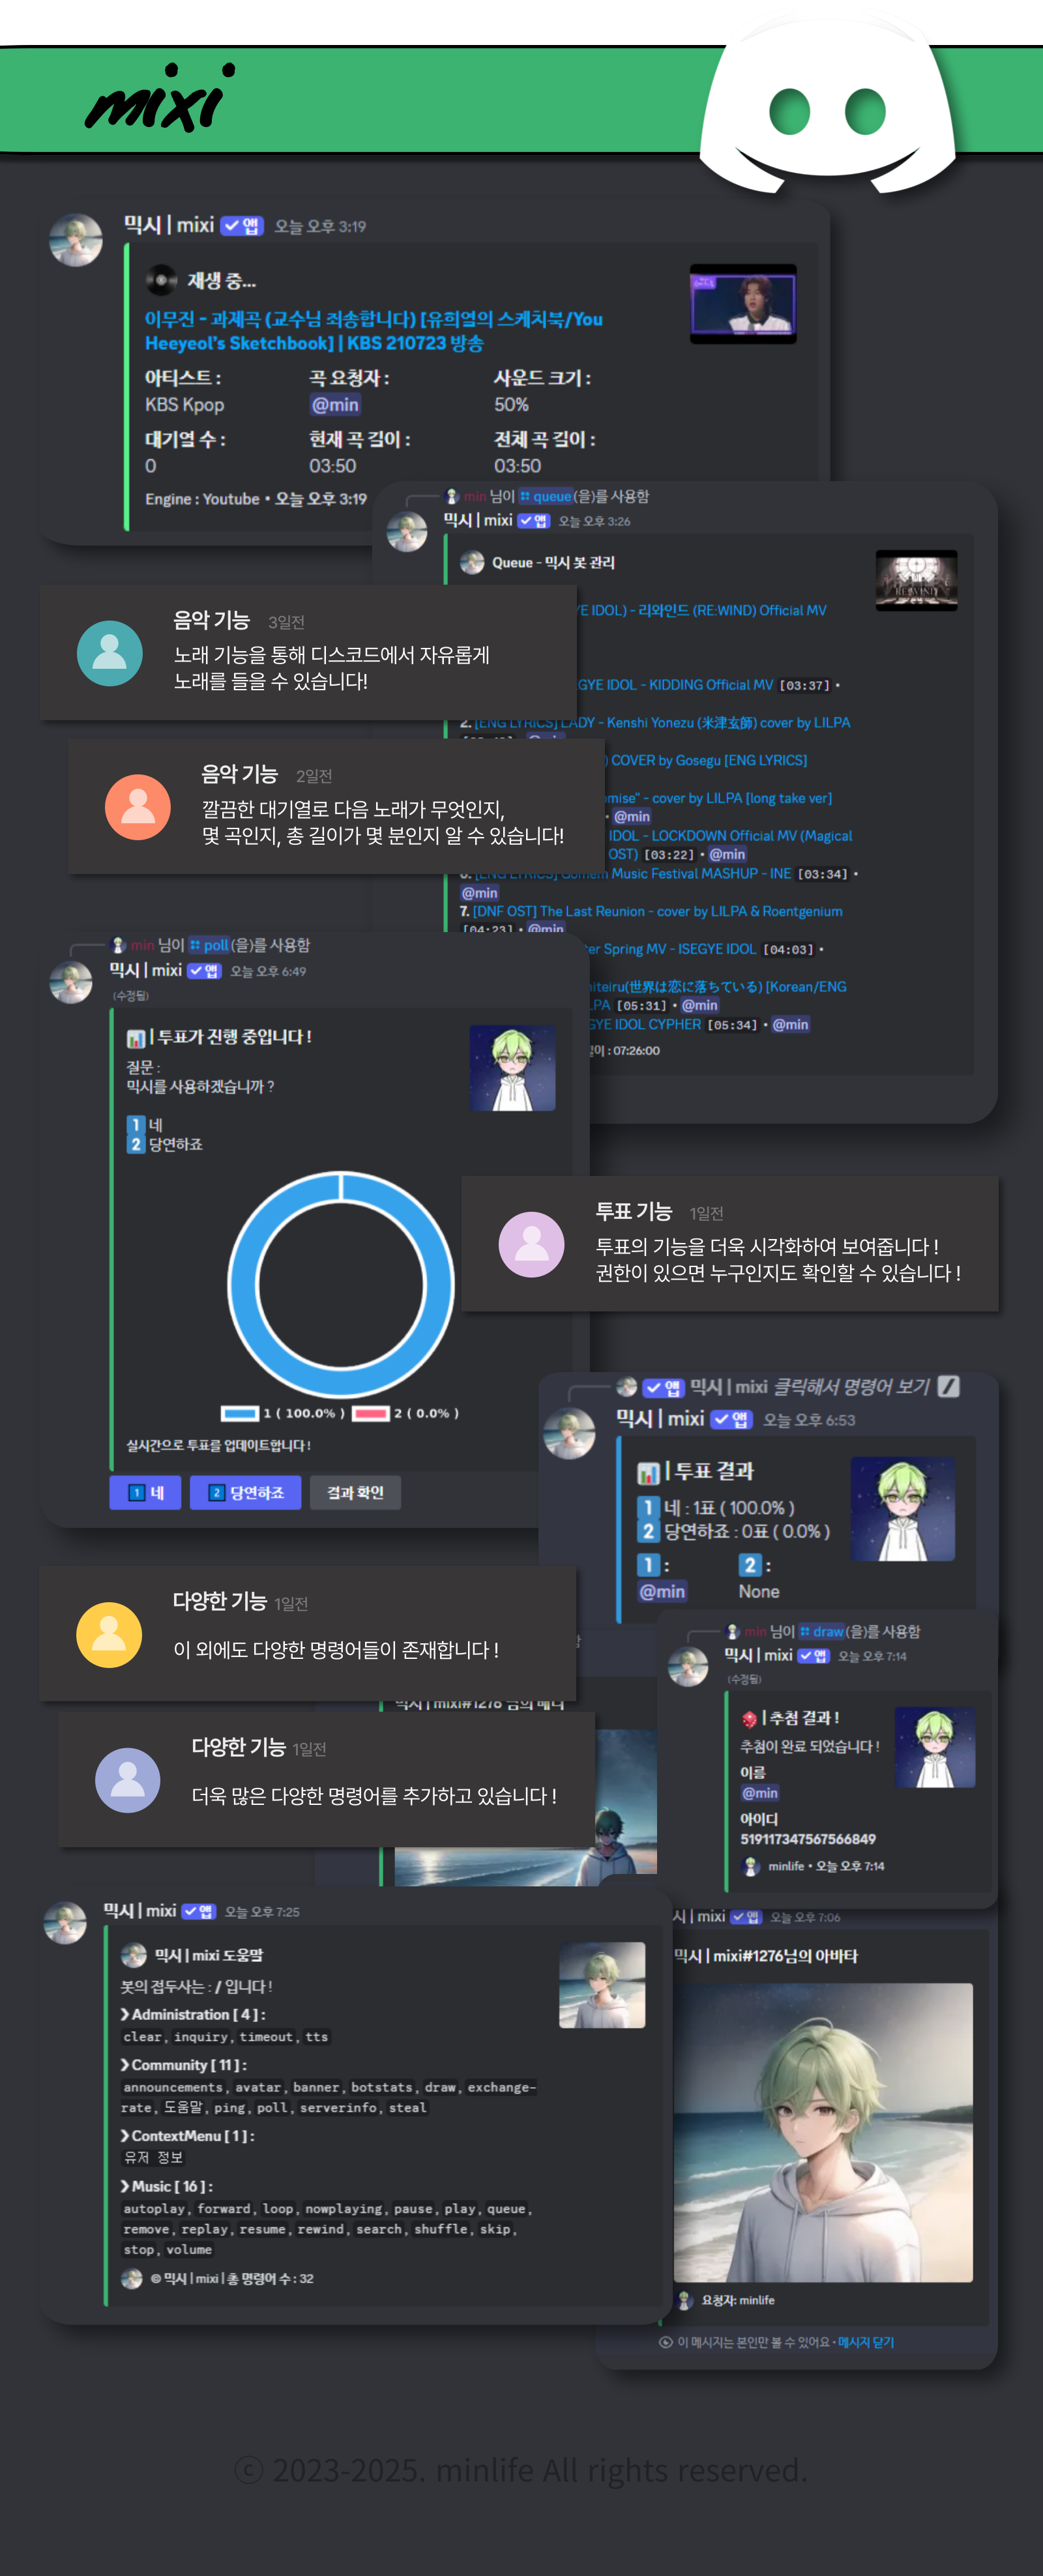 mixi
믹시 | mixi ✓ 앱 오늘 오후 3:19
재생 중...
이무진 - 과제곡 (교수님 죄송합니다) [유희열의 스케치북/You
Heeyeol's Sketchbook] | KBS 210723 방송
아티스트 : 곡 요청자 : 사운드 크기 :
KBS Kpop @min 50%
대기열 수 : 현재 곡 길이 : 전체 곡 길이 :
0 03:50 03:50
Engine : Youtube • 오늘 오후 3:19
min 님이 queue(을)를 사용함
믹시 | mixi ✓ 앱 오늘 오후 3:26
Queue - 믹시 봇 관리
IDOL) - 리와인드 (RE:WIND) Official MV
음악 기능 3일전
노래 기능을 통해 디스코드에서 자유롭게
노래를 들을 수 있습니다!
GYE IDOL - KIDDING Official MV [03:37] •
2. [ENG LYRICS] LADY - Kenshi Yonezu (米津玄師) cover by LILPA
음악 기능 2일전
깔끔한 대기열로 다음 노래가 무엇인지,
몇 곡인지, 총 길이가 몇 분인지 알 수 있습니다!
) COVER by Gosegu [ENG LYRICS]
mise" - cover by LILPA [long take ver]
• @min
IDOL - LOCKDOWN Official MV (Magical
OST) [03:22] • @min
6. [ENG LYRICS] Gomem Music Festival MASHUP - INE [03:34] •
@min
7. [DNF OST] The Last Reunion - cover by LILPA & Roentgenium
[04:23] • @min
er Spring MV - ISEGYE IDOL [04:03] •
iteiru(世界は恋に落ちている) [Korean/ENG
LPA [05:31] • @min
GYE IDOL CYPHER [05:34] • @min
길이 : 07:26:00
min 님이 poll(을)를 사용함
믹시 | mixi ✓ 앱 오늘 오후 6:49
(수정됨)
| 투표가 진행 중입니다 !
질문 :
믹시를 사용하겠습니까 ?
1 네
2 당연하죠
1 ( 100.0% ) 2 ( 0.0% )
실시간으로 투표를 업데이트합니다 !
1 네 2 당연하죠 결과 확인
투표 기능 1일전
투표의 기능을 더욱 시각화하여 보여줍니다 !
권한이 있으면 누구인지도 확인할 수 있습니다 !
✓ 앱 믹시 | mixi 클릭해서 명령어 보기
믹시 | mixi ✓ 앱 오늘 오후 6:53
| 투표 결과
1 네 : 1표 ( 100.0% )
2 당연하죠 : 0표 ( 0.0% )
1 : 2 :
@min None
다양한 기능 1일전
이 외에도 다양한 명령어들이 존재합니다 !
믹시 | mixi#1276 님의 배너
다양한 기능 1일전
더욱 많은 다양한 명령어를 추가하고 있습니다 !
min 님이 draw(을)를 사용함
믹시 | mixi ✓ 앱 오늘 오후 7:14
(수정됨)
| 추첨 결과 !
추첨이 완료 되었습니다 !
이름
@min
아이디
519117347567566849
minlife • 오늘 오후 7:14
믹시 | mixi ✓ 앱 오늘 오후 7:25
믹시 | mixi 도움말
봇의 접두사는 : / 입니다 !
❯ Administration [ 4 ] :
clear, inquiry, timeout, tts
❯ Community [ 11 ] :
announcements, avatar, banner, botstats, draw, exchange-
rate, 도움말, ping, poll, serverinfo, steal
❯ ContextMenu [ 1 ] :
유저 정보
❯ Music [ 16 ] :
autoplay, forward, loop, nowplaying, pause, play, queue,
remove, replay, resume, rewind, search, shuffle, skip,
stop, volume
© 믹시 | mixi | 총 명령어 수 : 32
시 | mixi ✓ 앱 오늘 오후 7:06
믹시 | mixi#1276님의 아바타
요청자: minlife
이 메시지는 본인만 볼 수 있어요 • 메시지 닫기
ⓒ 2023-2025. minlife All rights reserved.